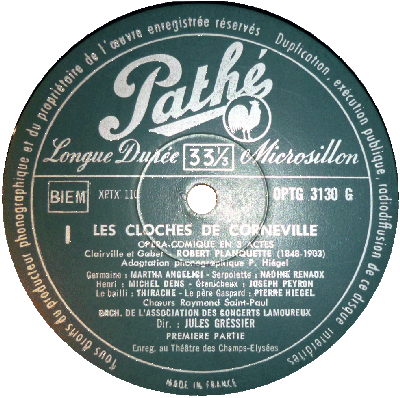 Tous droits du producteur phonographique et du propriétaire de l'œuvre enregistrée réservés
Duplication, exécution publique, radiodiffusion de ce disque interdites
Pathé
Longue Durée 33⅓ Microsillon
BIEM
XPTX 110
OPTG 3130 G
I
LES CLOCHES DE CORNEVILLE
OPÉRA-COMIQUE EN 3 ACTES
Clairville et Gabet - ROBERT PLANQUETTE (1848-1903)
Adaptation phonographique P. Hiégel
Germaine : MARTHA ANGELICI - Serpolette : NADINE RENAUX
Henri : MICHEL DENS - Grenicheux : JOSEPH PEYRON
Le bailli : THIRACHE - Le père Gaspard : PIERRE HIEGEL
Chœurs Raymond Saint-Paul
ORCH. DE L'ASSOCIATION DES CONCERTS LAMOUREUX
Dir. : JULES GRESSIER
PREMIERE PARTIE
Enreg. au Théâtre des Champs-Elysées
MADE IN FRANCE